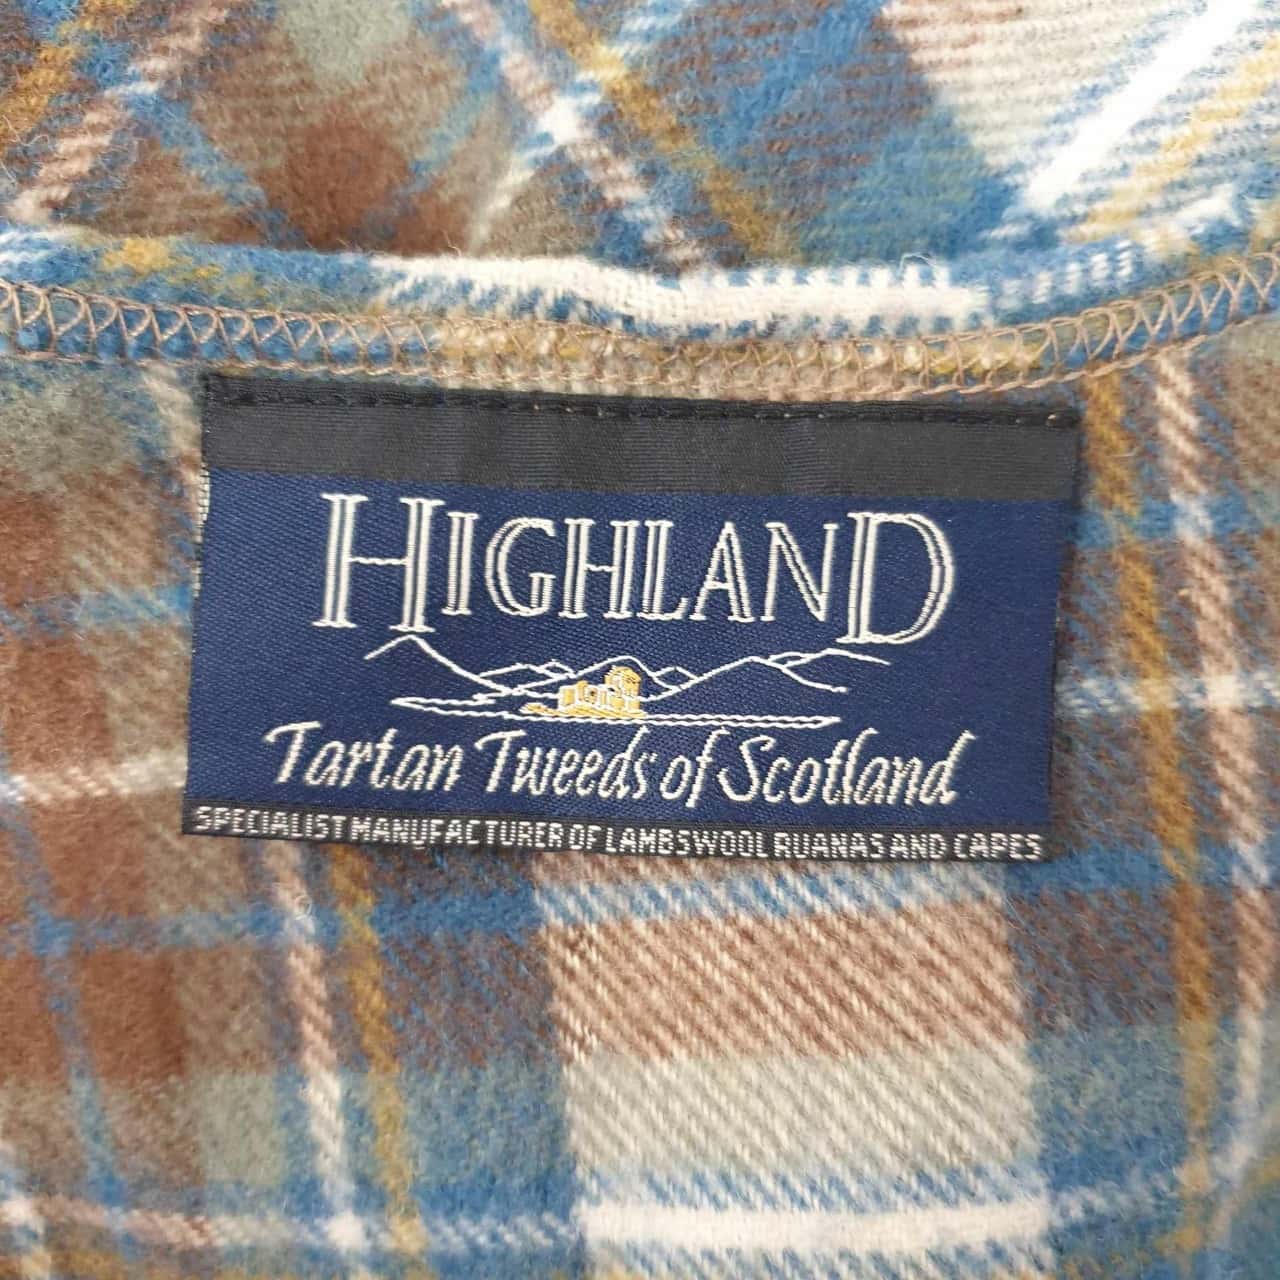 HIGHLAND
Tartan Tweeds of Scotland
SPECIALIST MANUFACTURER OF LAMBSWOOL RUANAS AND CAPES